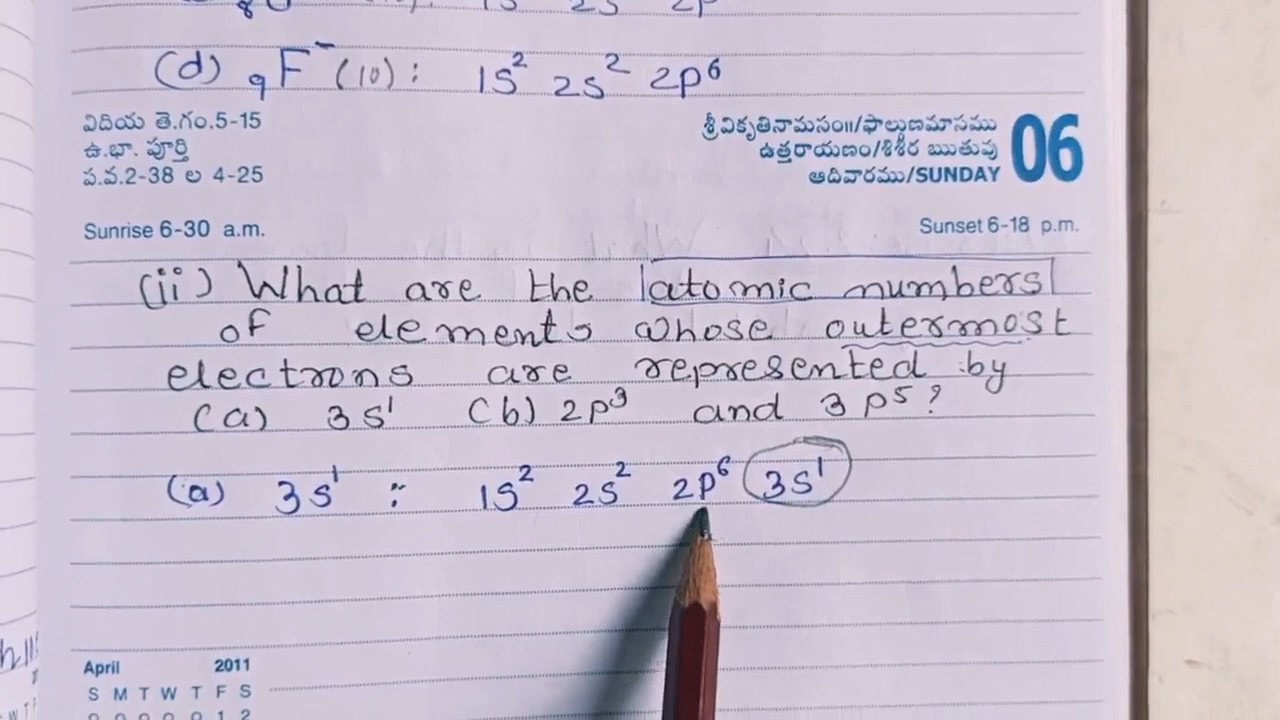 (d) ₉F⁻ (10) : 1s² 2s² 2p⁶
విదియ తె.గం.5-15
ఉ.భా. పూర్తి
ప.వ.2-38 ల 4-25
శ్రీవికృతినామసం॥/ఫాల్గుణమాసము
ఉత్తరాయణం/శిశిర ఋతువు
ఆదివారము/SUNDAY
06
Sunrise 6-30 a.m.
Sunset 6-18 p.m.
(ii) What are the atomic numbers
of elements whose outermost
electrons are represented by
(a) 3s¹ (b) 2p³ and 3p⁵?
(a) 3s¹ : 1s² 2s² 2p⁶ 3s¹
April 2011
S M T W T F S
1 2